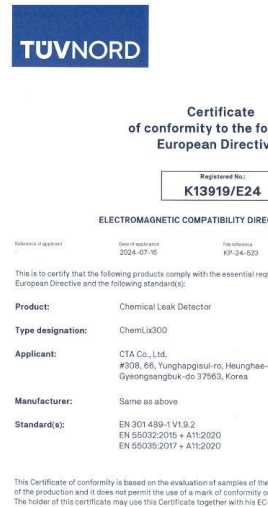 TÜVNORD
Certificate
of conformity to the fo
European Directiv
Registered No.:
K13919/E24
ELECTROMAGNETIC COMPATIBILITY DIREC
Reference of applicant Date of application File reference
- 2024-07-16 KP-24-523
This is to certify that the following products comply with the essential requ
European Directive and the following standard(s):
Product: Chemical Leak Detector
Type designation: ChemLix300
Applicant: CTA Co., Ltd.
#308, 66, Yunghapgisul-ro, Heunghae-
Gyeongsangbuk-do 37563, Korea
Manufacturer: Same as above
Standard(s): EN 301 489-1 V1.9.2
EN 55032:2015 + A11:2020
EN 55035:2017 + A11:2020
This Certificate of conformity is based on the evaluation of samples of the
of the production and it does not permit the use of a mark of conformity o
The holder of this certificate may use this Certificate together with his EC-